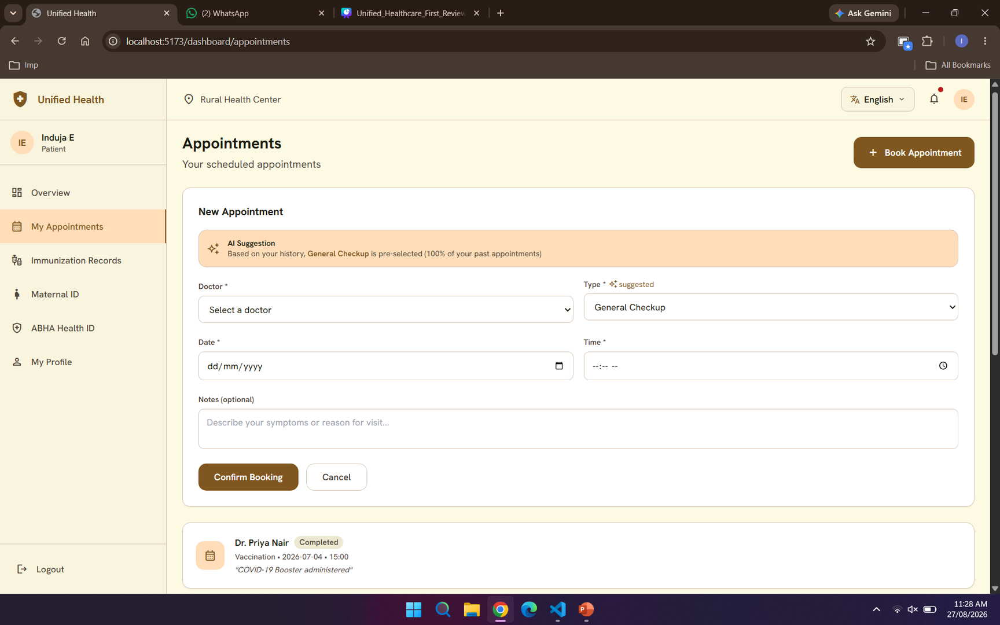 Unified Health
(2) WhatsApp
Unified_Healthcare_First_Review
Ask Gemini
localhost:5173/dashboard/appointments
I
Imp
All Bookmarks
Unified Health
Rural Health Center
English
IE
IE
Induja E
Patient
Appointments
Your scheduled appointments
+ Book Appointment
Overview
My Appointments
Immunization Records
Maternal ID
ABHA Health ID
My Profile
Logout
New Appointment
AI Suggestion
Based on your history, General Checkup is pre-selected (100% of your past appointments)
Doctor *
Type * suggested
Select a doctor
General Checkup
Date *
Time *
dd/mm/yyyy
--:-- --
Notes (optional)
Describe your symptoms or reason for visit...
Confirm Booking
Cancel
Dr. Priya Nair Completed
Vaccination • 2026-07-04 • 15:00
"COVID-19 Booster administered"
11:28 AM
27/08/2026